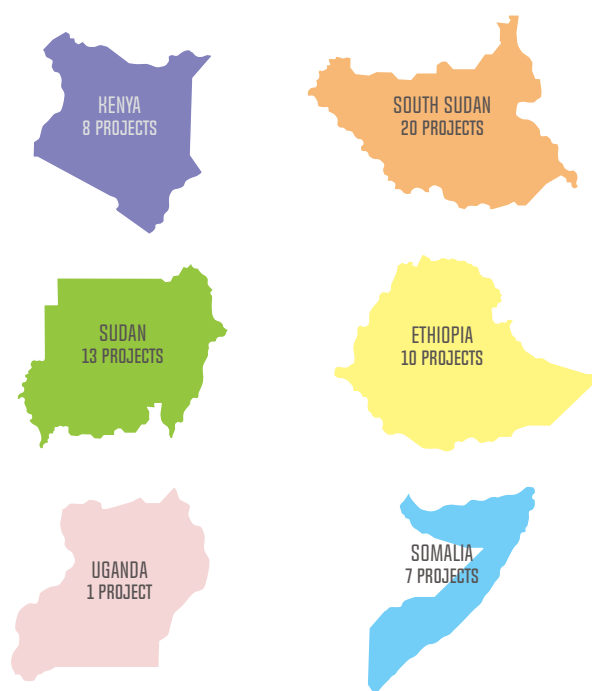 KENYA
8 PROJECTS
SOUTH SUDAN
20 PROJECTS
SUDAN
13 PROJECTS
ETHIOPIA
10 PROJECTS
UGANDA
1 PROJECT
SOMALIA
7 PROJECTS